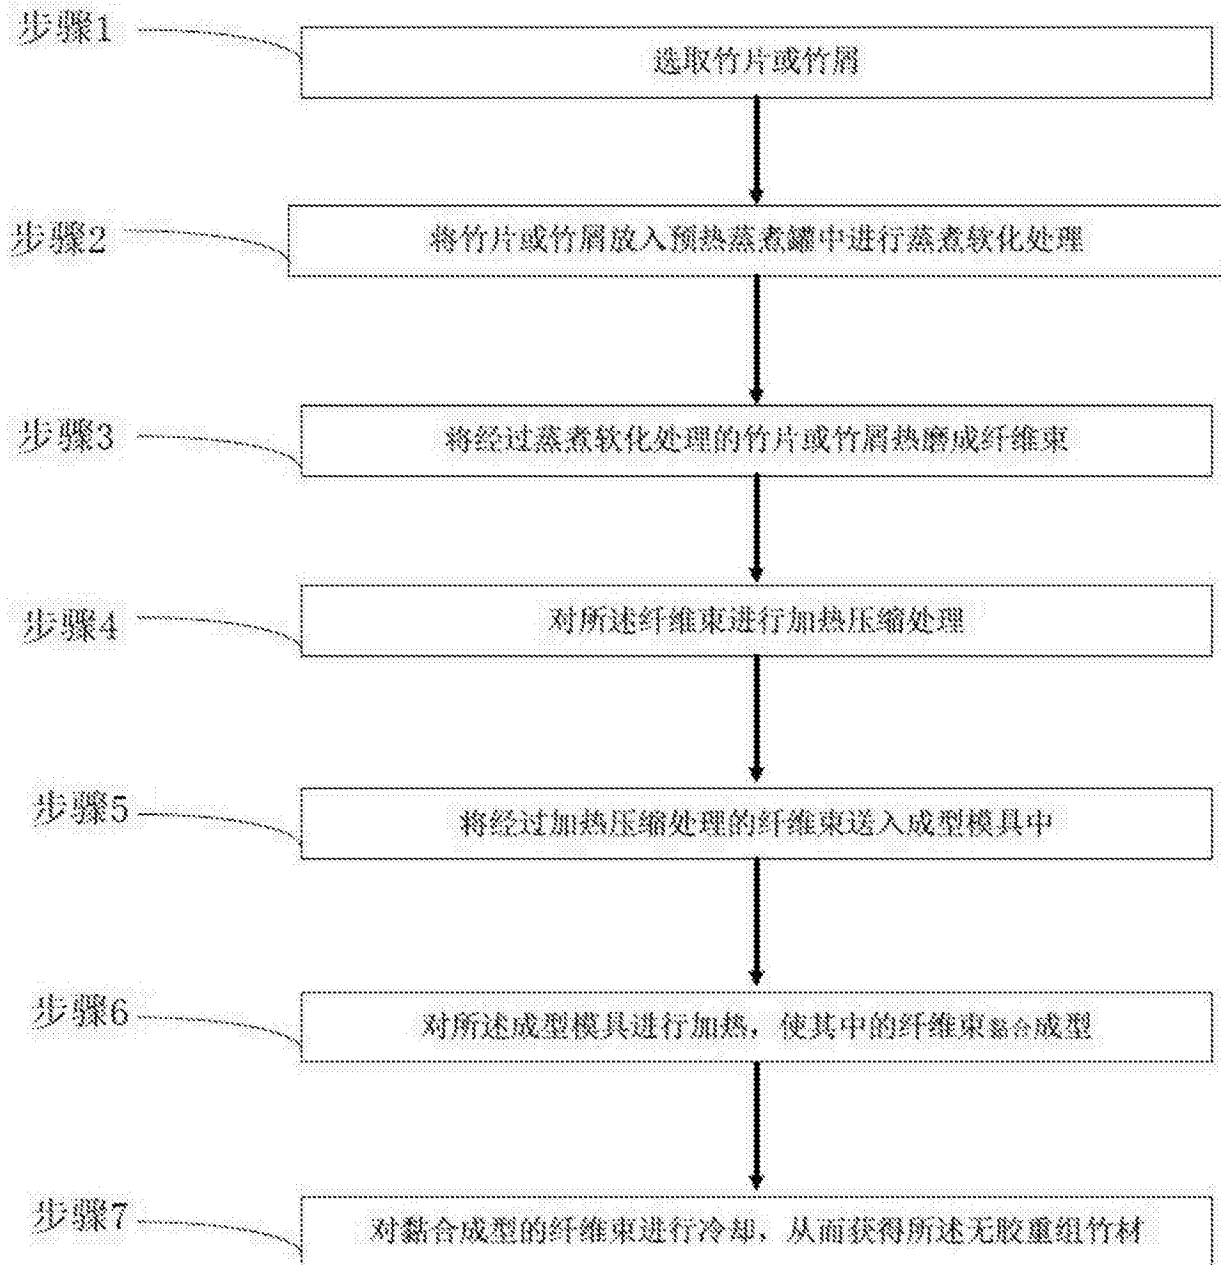 步骤1
选取竹片或竹屑
步骤2
将竹片或竹屑放入预热蒸煮罐中进行蒸煮软化处理
步骤3
将经过蒸煮软化处理的竹片或竹屑热磨成纤维束
步骤4
对所述纤维束进行加热压缩处理
步骤5
将经过加热压缩处理的纤维束送入成型模具中
步骤6
对所述成型模具进行加热，使其中的纤维束黏合成型
步骤7
对黏合成型的纤维束进行冷却，从而获得所述无胶重组竹材